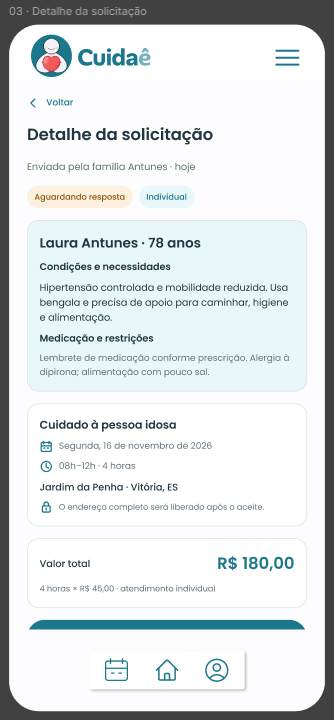 03 · Detalhe da solicitação
Cuidaê
Voltar
Detalhe da solicitação
Enviada pela família Antunes · hoje
Aguardando resposta
Individual
Laura Antunes · 78 anos
Condições e necessidades
Hipertensão controlada e mobilidade reduzida. Usa
bengala e precisa de apoio para caminhar, higiene
e alimentação.
Medicação e restrições
Lembrete de medicação conforme prescrição. Alergia à
dipirona; alimentação com pouco sal.
Cuidado à pessoa idosa
Segunda, 16 de novembro de 2026
08h–12h · 4 horas
Jardim da Penha · Vitória, ES
O endereço completo será liberado após o aceite.
Valor total
R$ 180,00
4 horas × R$ 45,00 · atendimento individual